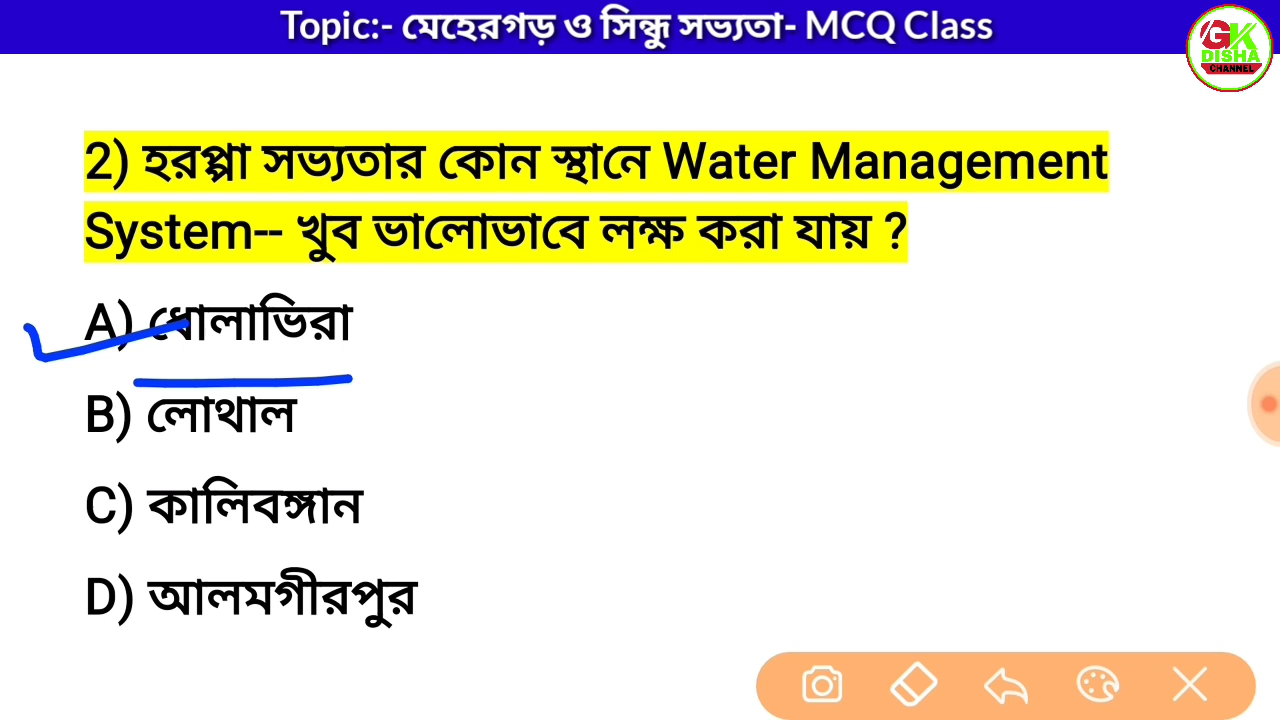 Topic:- মেহেরগড় ও সিন্ধু সভ্যতা- MCQ Class
GK
DISHA
CHANNEL
2) হরপ্পা সভ্যতার কোন স্থানে Water Management
System-- খুব ভালোভাবে লক্ষ করা যায় ?
A) ধোলাভিরা
B) লোথাল
C) কালিবঙ্গান
D) আলমগীরপুর